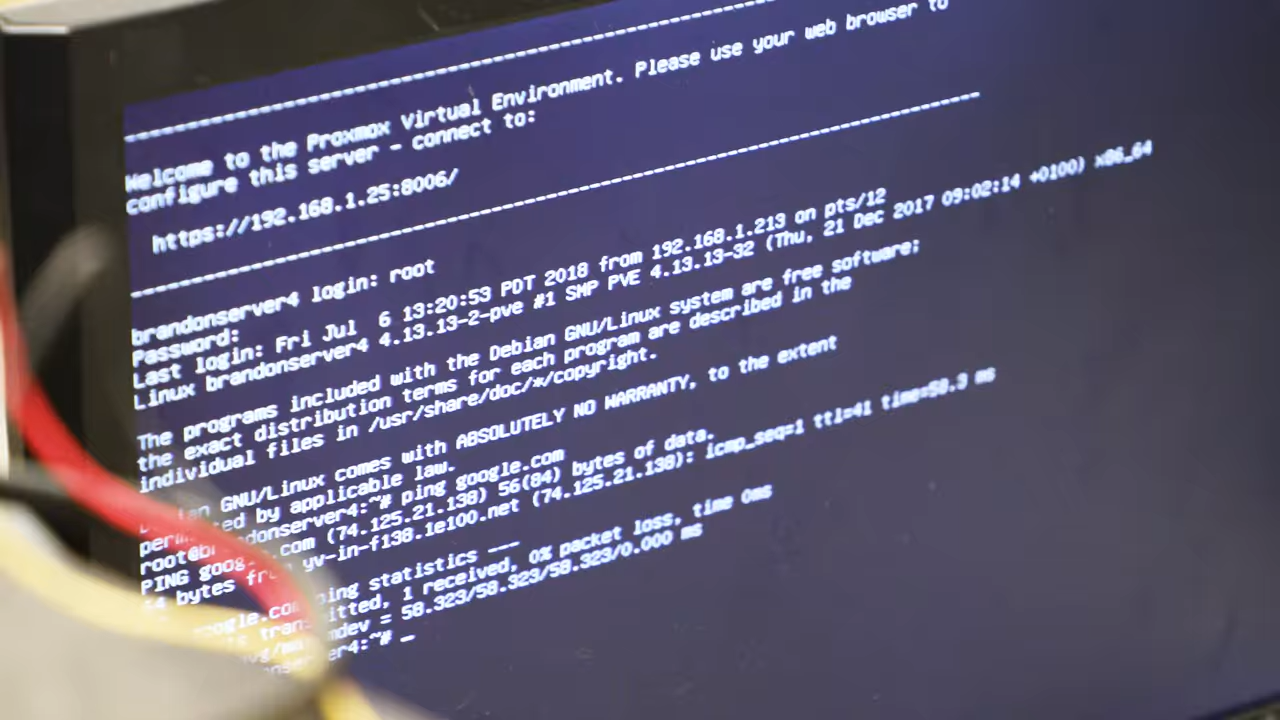 --------------------------------------------------------------------------------
Welcome to the Proxmox Virtual Environment. Please use your web browser to
configure this server - connect to:
https://192.168.1.25:8006/
--------------------------------------------------------------------------------
brandonserver4 login: root
Password:
Last login: Fri Jul  6 13:20:53 PDT 2018 from 192.168.1.213 on pts/12
Linux brandonserver4 4.13.13-2-pve #1 SMP PVE 4.13.13-32 (Thu, 21 Dec 2017 09:02:14 +0100) x86_64
The programs included with the Debian GNU/Linux system are free software;
the exact distribution terms for each program are described in the
individual files in /usr/share/doc/*/copyright.
GNU/Linux comes with ABSOLUTELY NO WARRANTY, to the extent
by applicable law.
ping google.com
(74.125.21.138) 56(84) bytes of data.
bytes yv-in-f138.1e100.net (74.125.21.138): icmp_seq=1 ttl=41 time=58.3 ms
statistics ---
1 received, 0% packet loss, time 0ms
= 58.323/58.323/58.323/0.000 ms
er4:~# _